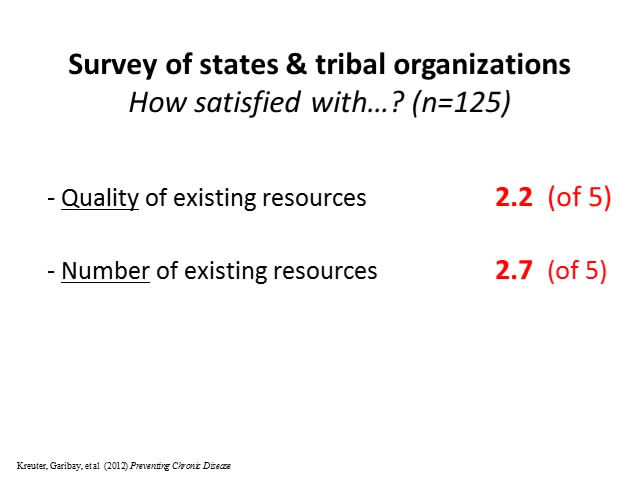 Survey of states & tribal organizations
How satisfied with...? (n=125)
- Quality of existing resources 2.2 (of 5)
- Number of existing resources 2.7 (of 5)
Kreuter, Garibay, et al (2012) Preventing Chronic Disease